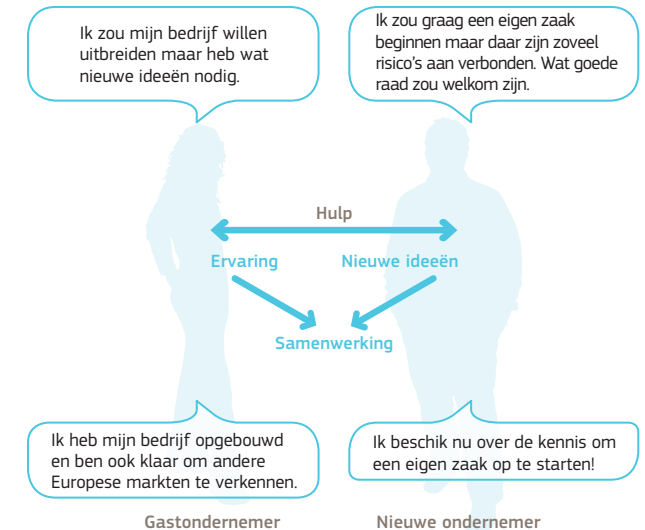 Ik zou mijn bedrijf willen
uitbreiden maar heb wat
nieuwe ideeën nodig.
Ik zou graag een eigen zaak
beginnen maar daar zijn zoveel
risico's aan verbonden. Wat goede
raad zou welkom zijn.
Hulp
Ervaring
Nieuwe ideeën
Samenwerking
Ik heb mijn bedrijf opgebouwd
en ben ook klaar om andere
Europese markten te verkennen.
Ik beschik nu over de kennis om
een eigen zaak op te starten!
Gastondernemer
Nieuwe ondernemer